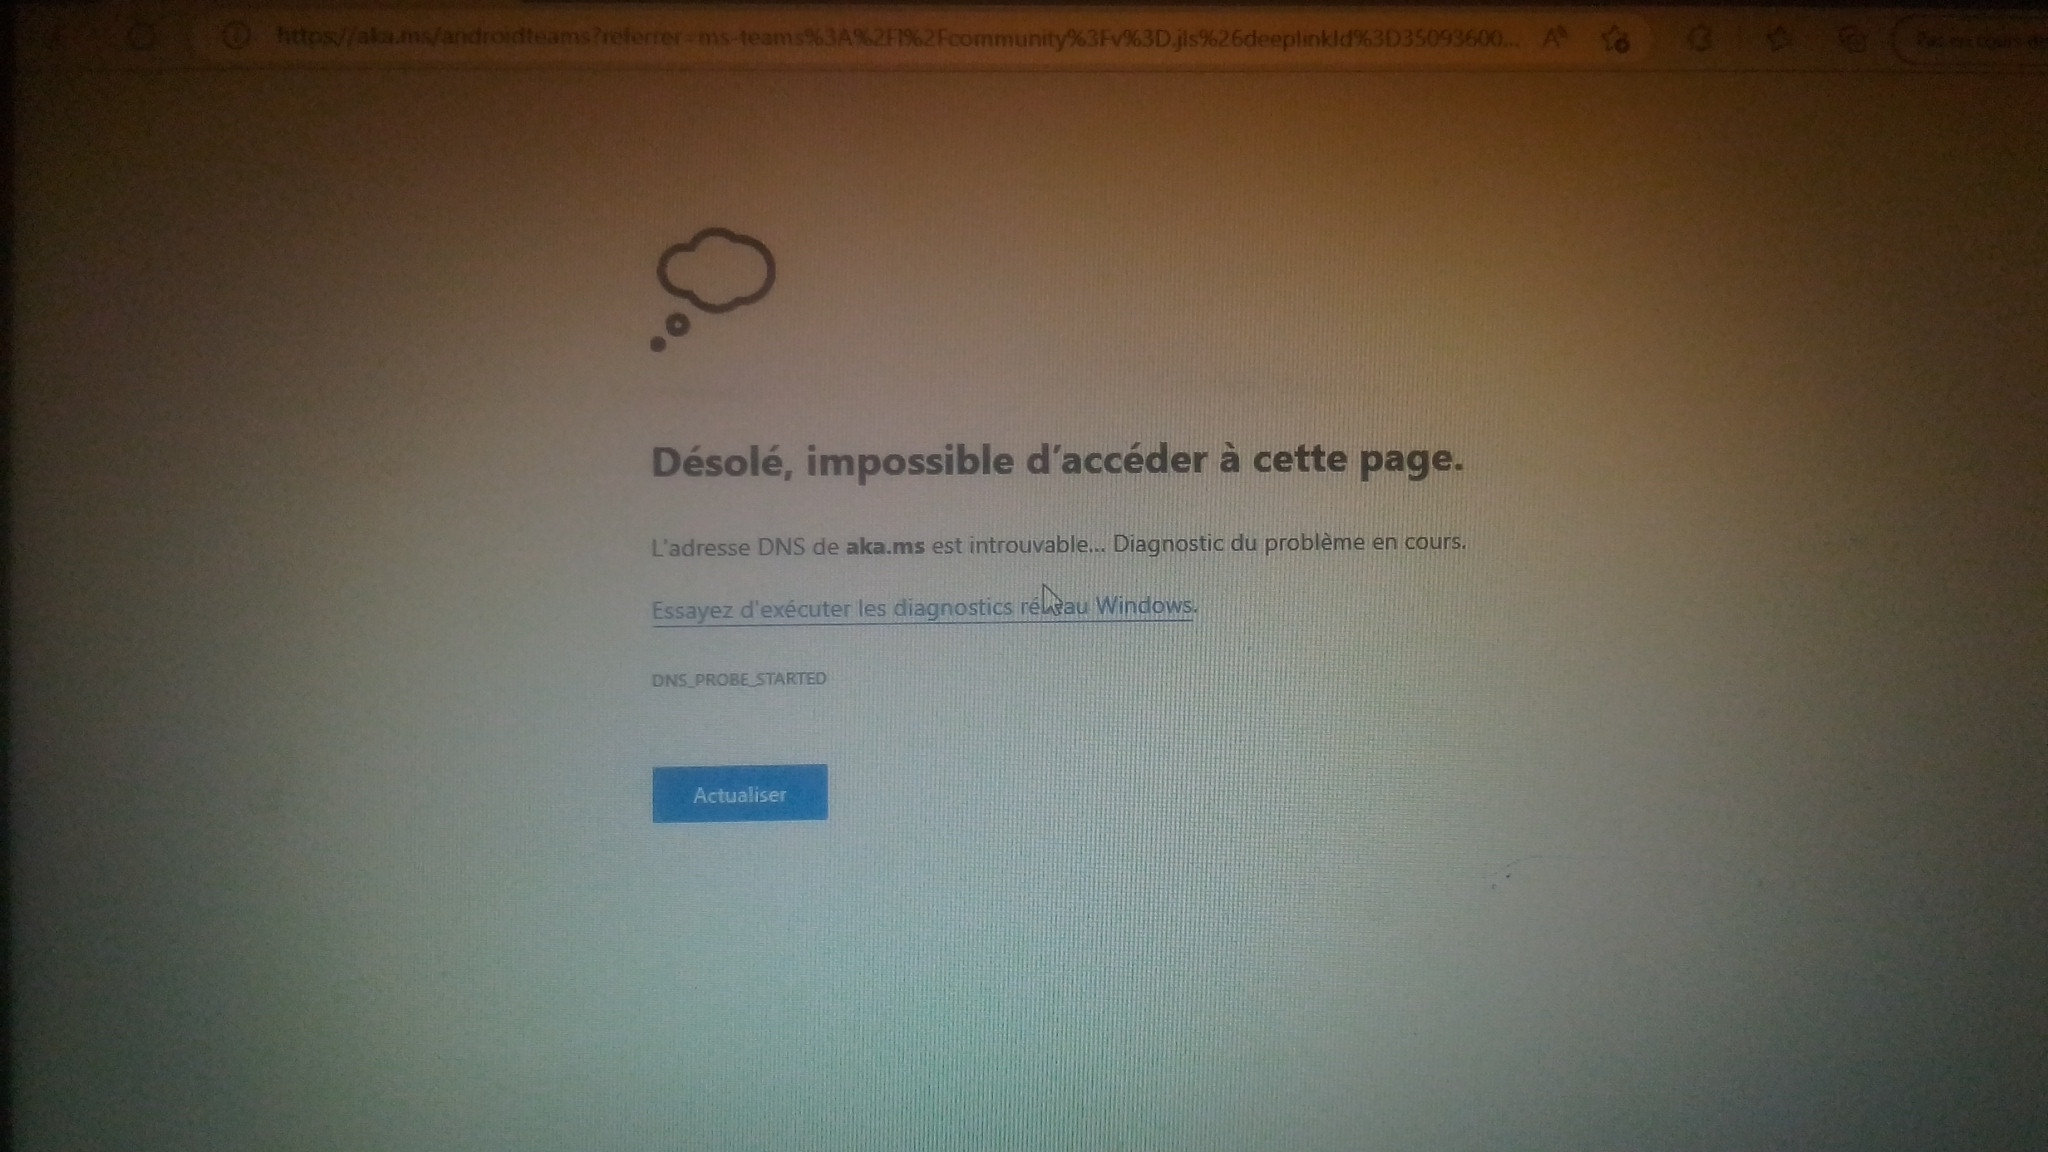 https://aka.ms/androidteams?referrer=ms-teams%3A%2Fl%2Fcommunity%3Fv%3D.jls%26deeplinkId%3D35093600...
Désolé, impossible d'accéder à cette page.
L'adresse DNS de aka.ms est introuvable... Diagnostic du problème en cours.
Essayez d'exécuter les diagnostics réseau Windows.
DNS_PROBE_STARTED
Actualiser